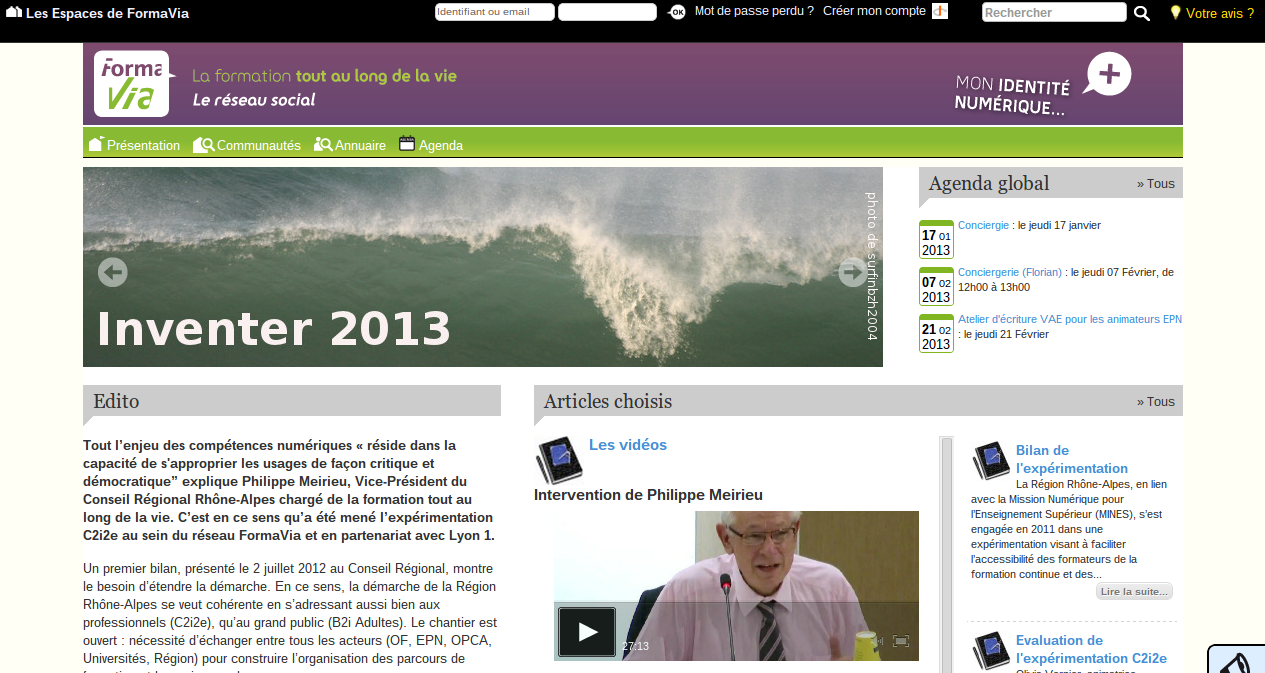 Les Espaces de FormaVia
Identifiant ou email
OK
Mot de passe perdu ?
Créer mon compte
Rechercher
Votre avis ?
Forma
Via
La formation tout au long de la vie
Le réseau social
MON IDENTITÉ
NUMÉRIQUE...
Présentation
Communautés
Annuaire
Agenda
photo de surfinbzh2004
Inventer 2013
Agenda global
» Tous
17 01
2013
Conciergie : le jeudi 17 janvier
07 02
2013
Conciergerie (Florian) : le jeudi 07 Février, de
12h00 à 13h00
21 02
2013
Atelier d'écriture VAE pour les animateurs EPN
: le jeudi 21 Février
Edito
Tout l’enjeu des compétences numériques « réside dans la
capacité de s'approprier les usages de façon critique et
démocratique” explique Philippe Meirieu, Vice-Président du
Conseil Régional Rhône-Alpes chargé de la formation tout au
long de la vie. C’est en ce sens qu’a été mené l’expérimentation
C2i2e au sein du réseau FormaVia et en partenariat avec Lyon 1.
Un premier bilan, présenté le 2 juillet 2012 au Conseil Régional, montre
le besoin d’étendre la démarche. En ce sens, la démarche de la Région
Rhône-Alpes se veut cohérente en s’adressant aussi bien aux
professionnels (C2i2e), qu’au grand public (B2i Adultes). Le chantier est
ouvert : nécessité d’échanger entre tous les acteurs (OF, EPN, OPCA,
Universités, Région) pour construire l’organisation des parcours de
Articles choisis
» Tous
Les vidéos
Intervention de Philippe Meirieu
27:13
Bilan de
l'expérimentation
La Région Rhône-Alpes, en lien
avec la Mission Numérique pour
l'Enseignement Supérieur (MINES), s’est
engagée en 2011 dans une
expérimentation visant à faciliter
l'accessibilité des formateurs de la
formation continue et des...
Lire la suite...
Evaluation de
l'expérimentation C2i2e